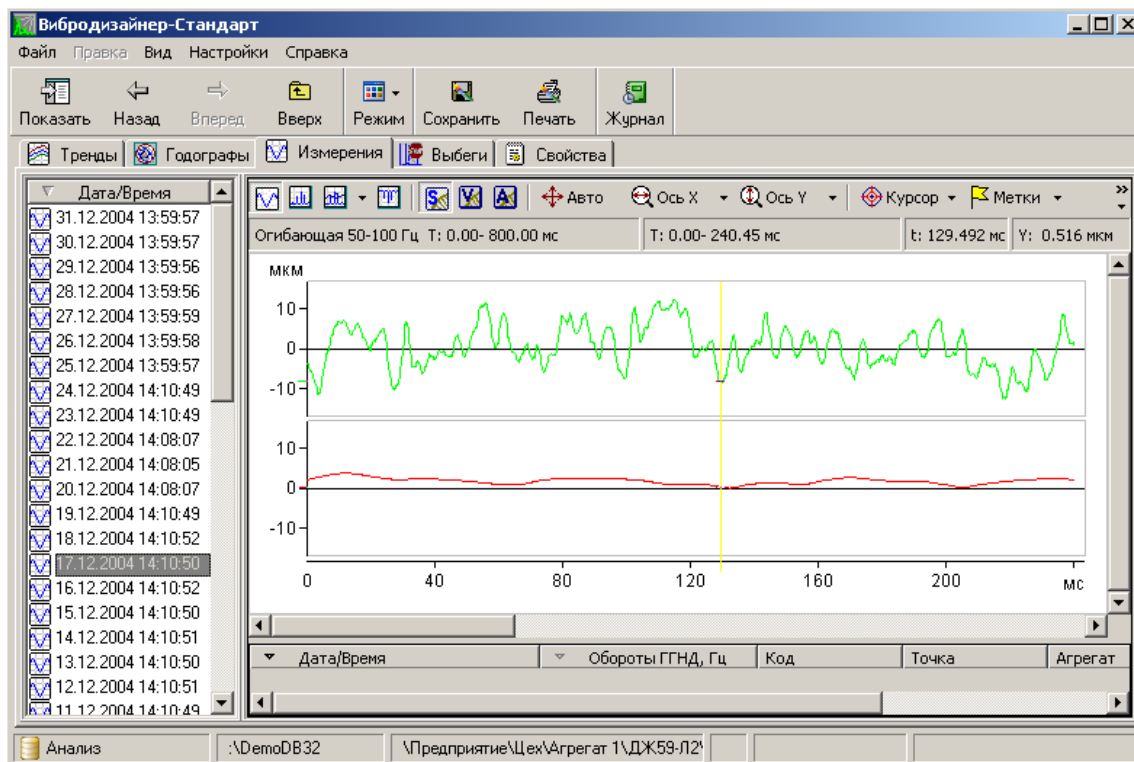 Вибродизайнер-Стандарт
Файл Правка Вид Настройки Справка
Показать Назад Вперед Вверх Режим Сохранить Печать Журнал
Тренды Годографы Измерения Выбеги Свойства
Дата/Время
31.12.2004 13:59:57
30.12.2004 13:59:57
29.12.2004 13:59:56
28.12.2004 13:59:56
27.12.2004 13:59:59
26.12.2004 13:59:58
25.12.2004 13:59:57
24.12.2004 14:10:49
23.12.2004 14:10:49
22.12.2004 14:08:07
21.12.2004 14:08:05
20.12.2004 14:08:07
19.12.2004 14:10:49
18.12.2004 14:10:52
17.12.2004 14:10:50
16.12.2004 14:10:52
15.12.2004 14:10:50
14.12.2004 14:10:51
13.12.2004 14:10:50
12.12.2004 14:10:51
11.12.2004 14:10:49
S V A Авто Ось X Ось Y Курсор Метки »
Огибающая 50-100 Гц T: 0.00- 800.00 мс T: 0.00- 240.45 мс t: 129.492 мс Y: 0.516 мкм
мкм
10
0
-10
10
0
-10
0 40 80 120 160 200 мс
Дата/Время Обороты ГГНД, Гц Код Точка Агрегат
Анализ :\DemoDB32 \Предприятие\Цех\Агрегат 1\ДЖ59-Л2\